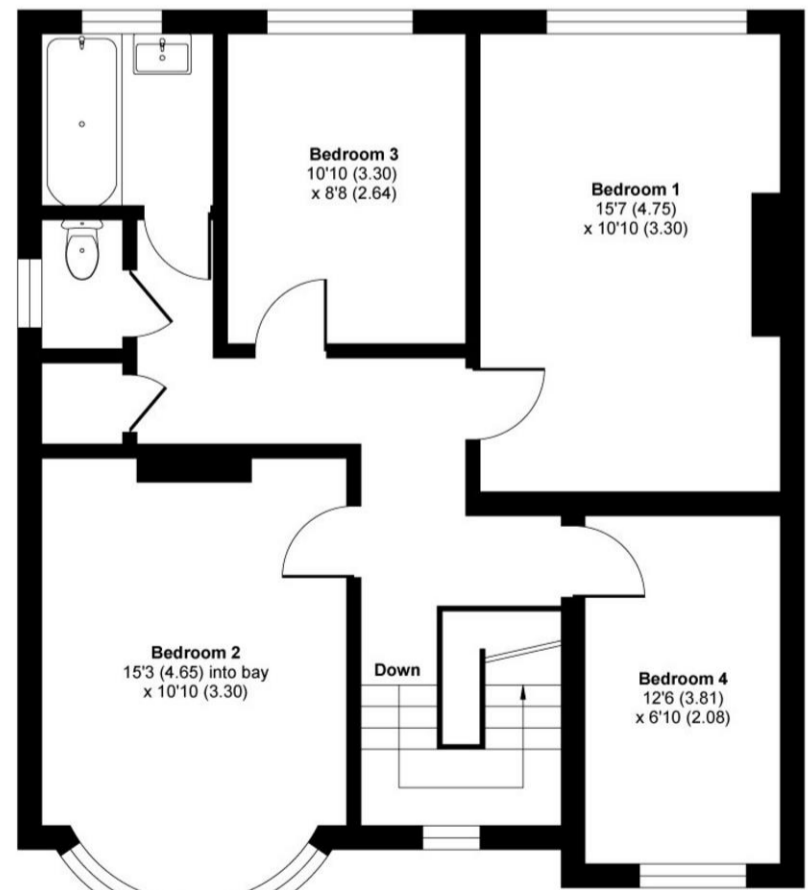 Bedroom 3
10'10 (3.30)
x 8'8 (2.64)
Bedroom 1
15'7 (4.75)
x 10'10 (3.30)
Bedroom 2
15'3 (4.65) into bay
x 10'10 (3.30)
Down
Bedroom 4
12'6 (3.81)
x 6'10 (2.08)